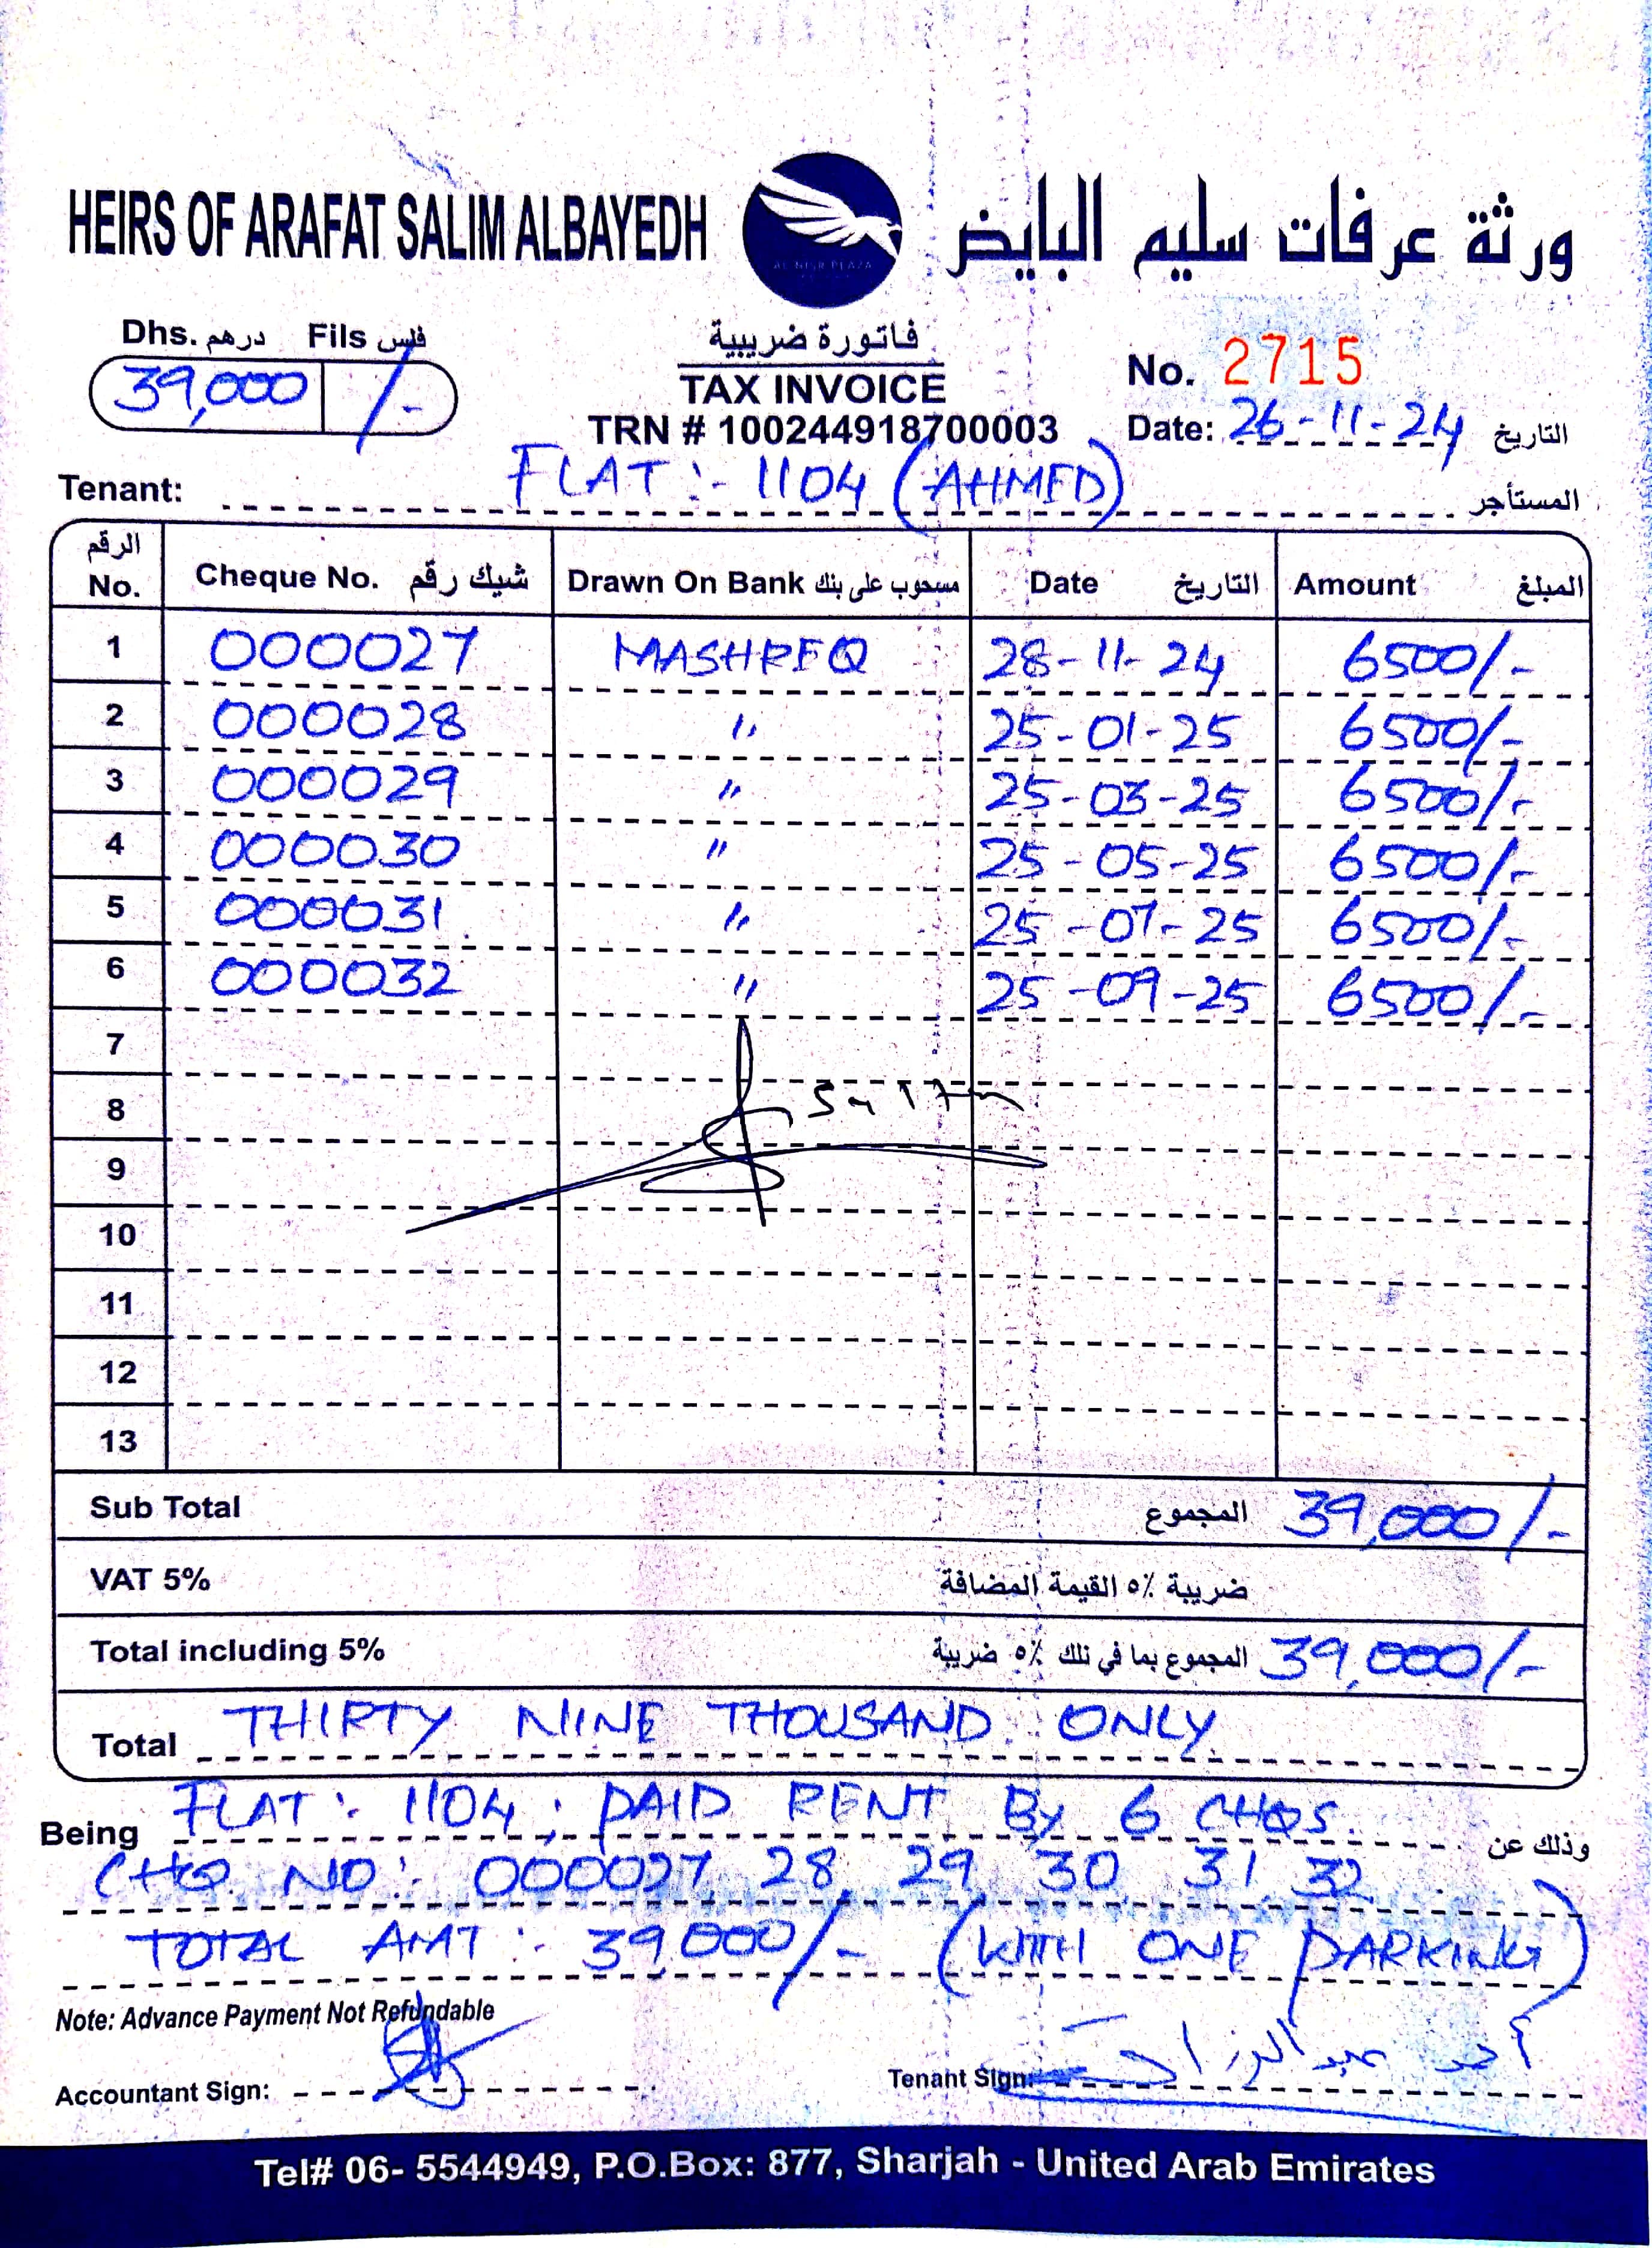 HEIRS OF ARAFAT SALIM ALBAYEDH ورثة عرفات سليم البايض
AL NISR PLAZA
Dhs. درهم Fils فلس
39,000 /-
فاتورة ضريبية
TAX INVOICE
TRN # 100244918700003
No. 2715
Date: 26-11-24 التاريخ
Tenant: FLAT:- 1104 (AHMED) المستأجر
الرقم No. Cheque No. شيك رقم Drawn On Bank مسحوب على بنك Date التاريخ Amount المبلغ
1 000027 MASHREQ 28-11-24 6500/-
2 000028 " 25-01-25 6500/-
3 000029 " 25-03-25 6500/-
4 000030 " 25-05-25 6500/-
5 000031 " 25-07-25 6500/-
6 000032 " 25-09-25 6500/-
7
8
9
10
11
12
13
Sub Total المجموع 39,000/-
VAT 5% ضريبة ٥٪ القيمة المضافة
Total including 5% المجموع بما في ذلك ٥٪ ضريبة 39,000/-
Total THIRTY NINE THOUSAND ONLY
Being FLAT:- 1104, PAID RENT By 6 CHQS. وذلك عن
CHQ. NO:- 000027, 28, 29, 30, 31, 32
TOTAL AMT:- 39,000/- (WITH ONE PARKING)
Note: Advance Payment Not Refundable
Accountant Sign:
Tenant Sign: أحمد عبدالرزاق
Tel# 06- 5544949, P.O.Box: 877, Sharjah - United Arab Emirates